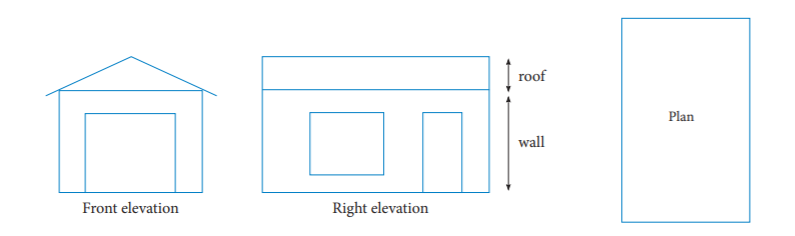 roof
wall
Front elevation
Right elevation
Plan